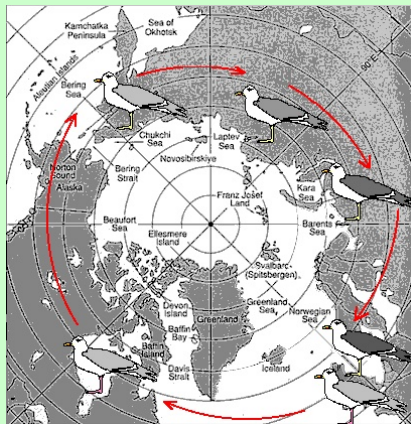 Kamchatka
Peninsula
Sea of
Okhotsk
Aleutian Islands
Bering
Sea
90°E
Chukchi
Sea
Laptev
Sea
Novosibirskiye
Norton
Sound
Alaska
Bering
Strait
Kara
Sea
Franz Josef
Land
Beaufort
Sea
Barents
Sea
Ellesmere
Island
Svalbard
(Spitsbergen)
Devon
Island
Greenland
Greenland
Sea
Norwegian
Sea
Baffin
Bay
Baffin
Island
Davis
Strait
Iceland